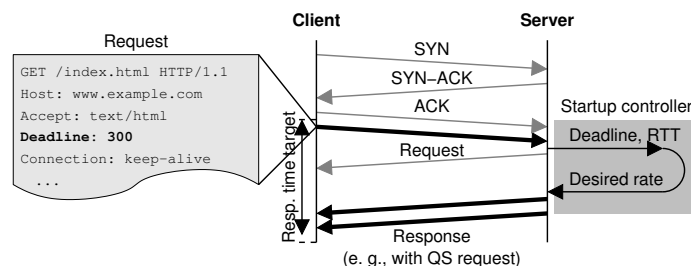 Request
GET /index.html HTTP/1.1
Host: www.example.com
Accept: text/html
Deadline: 300
Connection: keep-alive
...
Client
Server
SYN
SYN−ACK
ACK
Request
Resp. time target
Startup controller
Deadline, RTT
Desired rate
Response
(e. g., with QS request)